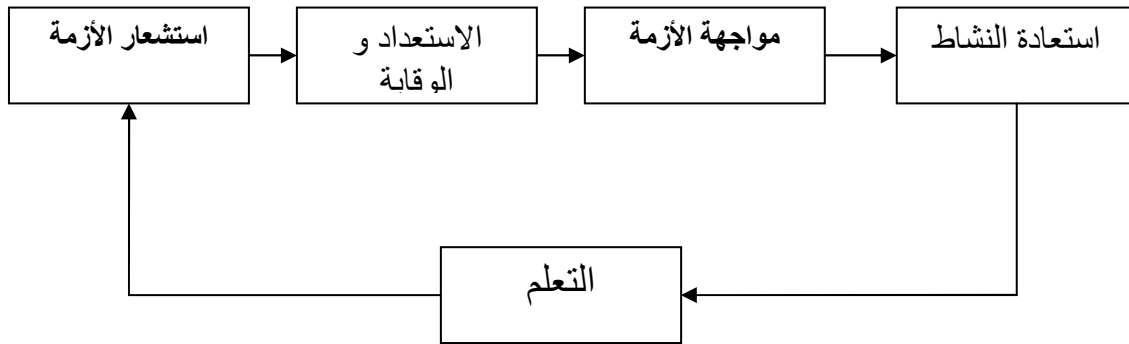 استشعار الأزمة
الاستعداد و
الوقاية
مواجهة الأزمة
استعادة النشاط
التعلم